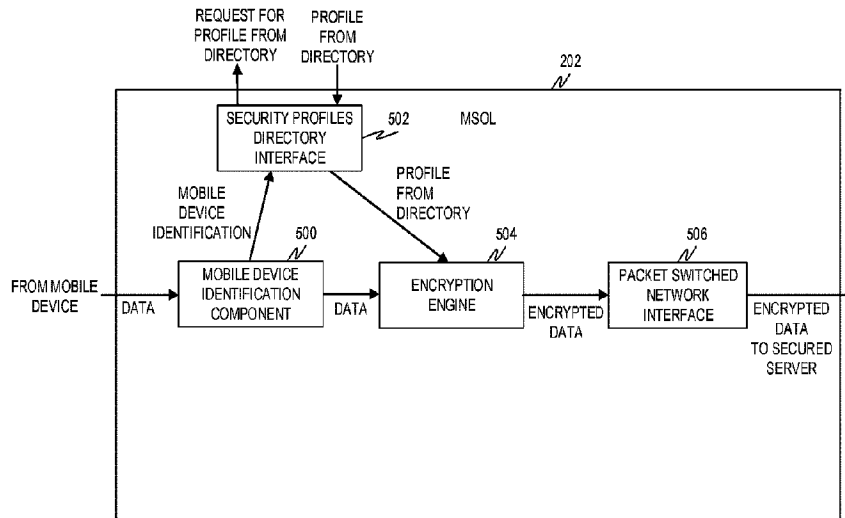 REQUEST FOR
PROFILE FROM
DIRECTORY
PROFILE
FROM
DIRECTORY
202
SECURITY PROFILES
DIRECTORY
INTERFACE
502
MSOL
MOBILE
DEVICE
IDENTIFICATION
PROFILE
FROM
DIRECTORY
500
504
506
FROM MOBILE
DEVICE
DATA
MOBILE DEVICE
IDENTIFICATION
COMPONENT
DATA
ENCRYPTION
ENGINE
ENCRYPTED
DATA
PACKET SWITCHED
NETWORK
INTERFACE
ENCRYPTED
DATA
TO SECURED
SERVER